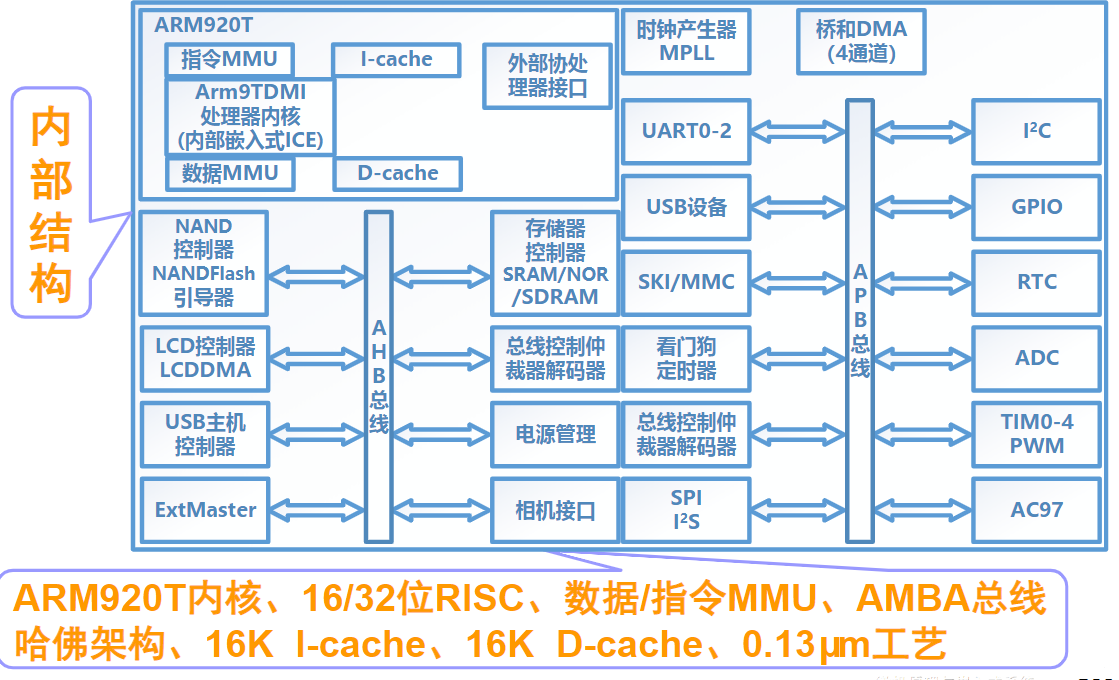 ARM920T
指令MMU
I-cache
Arm9TDMI
处理器内核
(内部嵌入式ICE)
外部协处
理器接口
数据MMU
D-cache
时钟产生器
MPLL
桥和DMA
(4通道)
内
部
结
构
NAND
控制器
NANDFlash
引导器
LCD控制器
LCDDMA
USB主机
控制器
ExtMaster
A
H
B
总
线
存储器
控制器
SRAM/NOR
/SDRAM
总线控制仲
裁器解码器
电源管理
相机接口
UART0-2
USB设备
SKI/MMC
看门狗
定时器
总线控制仲
裁器解码器
SPI
I²S
A
P
B
总
线
I²C
GPIO
RTC
ADC
TIM0-4
PWM
AC97
ARM920T内核、16/32位RISC、数据/指令MMU、AMBA总线
哈佛架构、16K I-cache、16K D-cache、0.13μm工艺